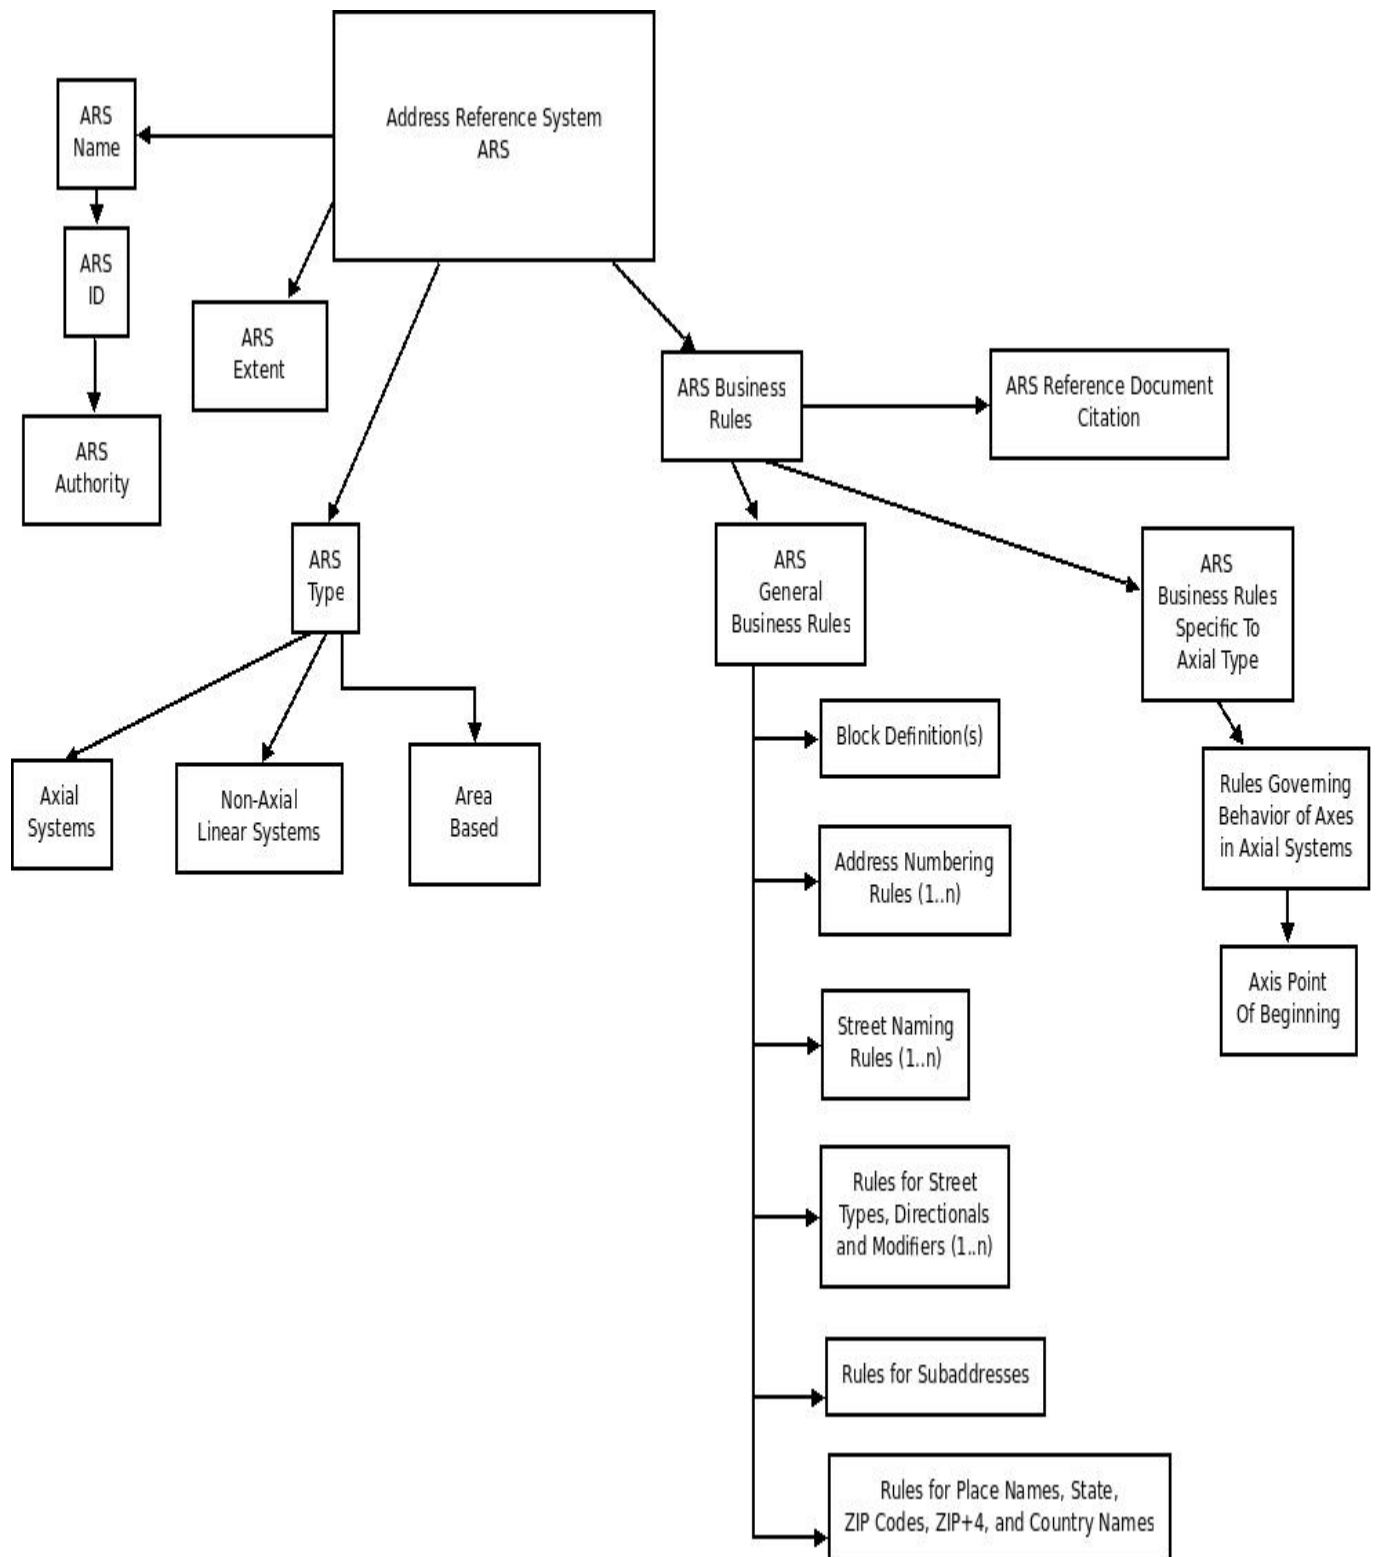 Address Reference System
ARS
ARS
Name
ARS
ID
ARS
Extent
ARS
Authority
ARS Business
Rules
ARS Reference Document
Citation
ARS
Type
ARS
General
Business Rules
ARS
Business Rules
Specific To
Axial Type
Axial
Systems
Non-Axial
Linear Systems
Area
Based
Block Definition(s)
Address Numbering
Rules (1..n)
Street Naming
Rules (1..n)
Rules for Street
Types, Directionals
and Modifiers (1..n)
Rules for Subaddresses
Rules for Place Names, State,
ZIP Codes, ZIP+4, and Country Names
Rules Governing
Behavior of Axes
in Axial Systems
Axis Point
Of Beginning